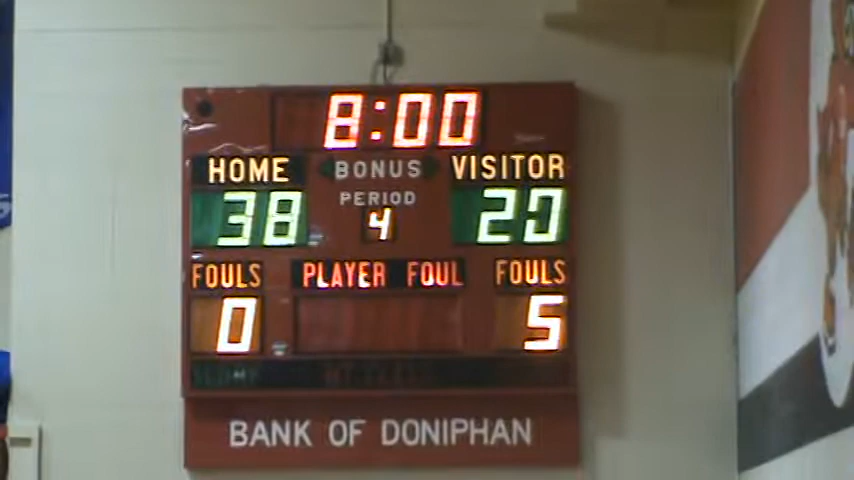 8:00
HOME BONUS VISITOR
PERIOD
38 4 20
FOULS PLAYER FOUL FOULS
0 5
BANK OF DONIPHAN